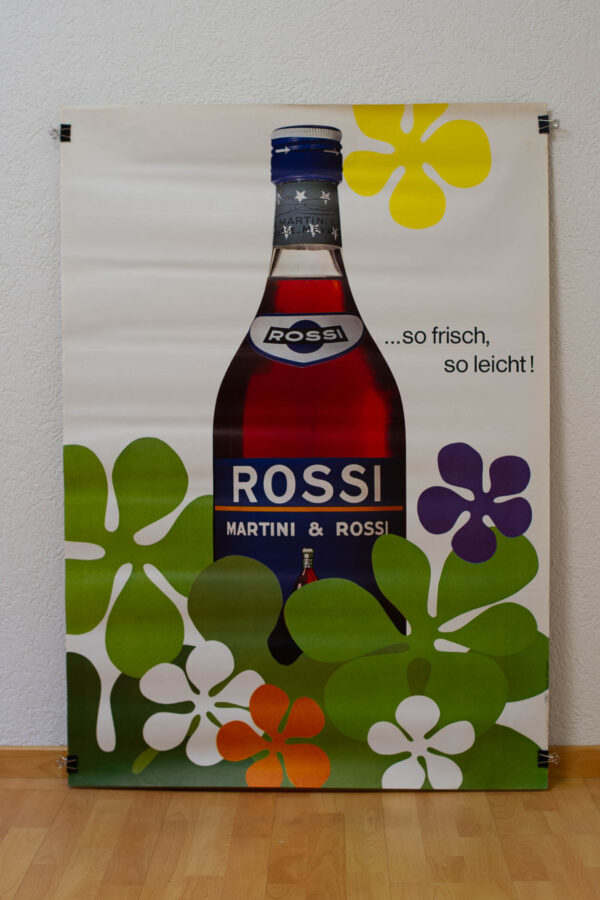 MARTINI
ROSSI
...so frisch,
so leicht!
ROSSI
MARTINI & ROSSI